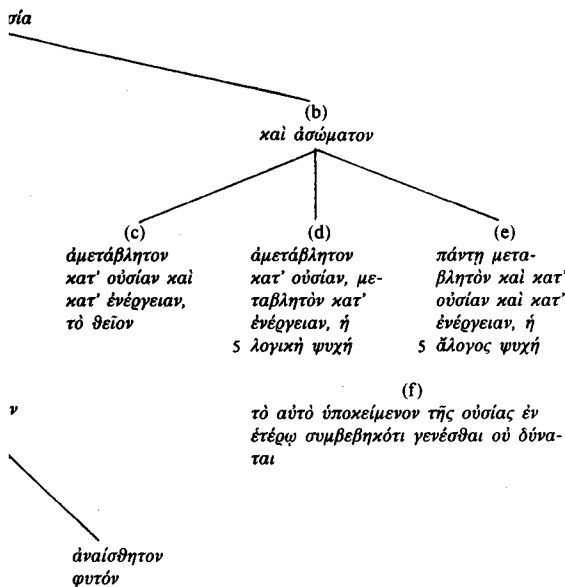 σία
(b)
καὶ ἀσώματον
(c)
ἀμετάβλητον
κατ’ οὐσίαν καὶ
κατ’ ἐνέργειαν,
τὸ θεῖον
(d)
ἀμετάβλητον
κατ’ οὐσίαν, με-
ταβλητὸν κατ’
ἐνέργειαν, ἡ
5 λογικὴ ψυχή
(e)
πάντῃ μετα-
βλητὸν καὶ κατ’
οὐσίαν καὶ κατ’
ἐνέργειαν, ἡ
5 ἄλογος ψυχή
(f)
τὸ αὐτὸ ὑποκείμενον τῆς οὐσίας ἐν
ἑτέρῳ συμβεβηκότι γενέσθαι οὐ δύνα-
ται
ν
ἀναίσθητον
φυτόν